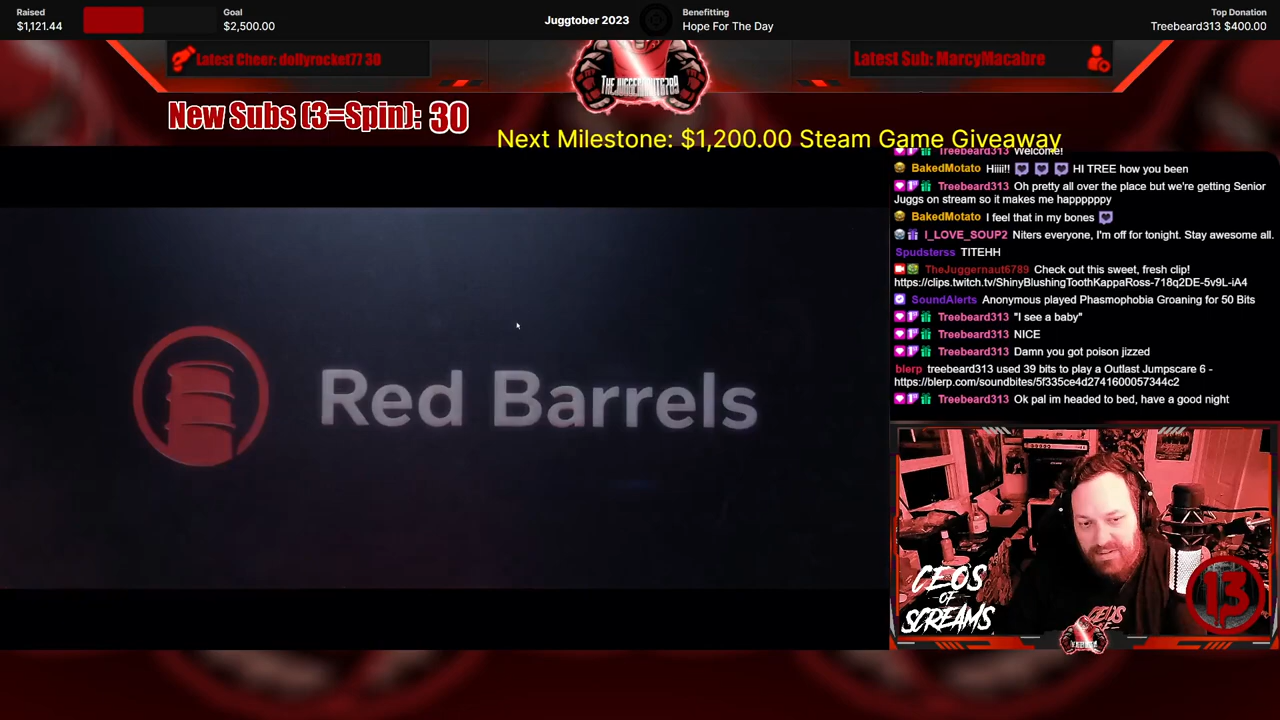 Raised
$1,121.44
Goal
$2,500.00
Juggtober 2023
Benefitting
Hope For The Day
Top Donation
Treebeard313 $400.00
Latest Cheer: dollyrocket77 30
THEJUGGERNAUT6789
Latest Sub: MarcyMacabre
New Subs (3=Spin): 30
Next Milestone: $1,200.00 Steam Game Giveaway
Treebeard313 Welcome!
BakedMotato Hiiii!! HI TREE how you been
Treebeard313 Oh pretty all over the place but we're getting Senior
Juggs on stream so it makes me happppppy
BakedMotato I feel that in my bones
I_LOVE_SOUP2 Niters everyone, I'm off for tonight. Stay awesome all.
Spudsterss TITEHH
TheJuggernaut6789 Check out this sweet, fresh clip!
https://clips.twitch.tv/ShinyBlushingToothKappaRoss-718q2DE-5v9L-iA4
SoundAlerts Anonymous played Phasmophobia Groaning for 50 Bits
Treebeard313 "I see a baby"
Treebeard313 NICE
Treebeard313 Damn you got poison jizzed
blerp treebeard313 used 39 bits to play a Outlast Jumpscare 6 -
https://blerp.com/soundbites/5f335ce4d2741600057344c2
Treebeard313 Ok pal im headed to bed, have a good night
Red Barrels
CEOS
OF
SCREAMS
CEOS
13